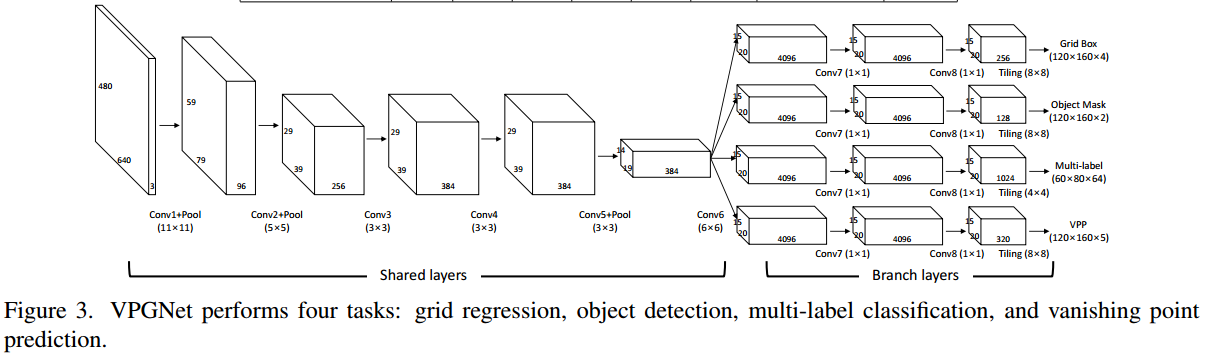 480
640
3
59
79
96
29
39
256
29
39
384
29
39
384
14
19
384
Conv1+Pool
(11×11)
Conv2+Pool
(5×5)
Conv3
(3×3)
Conv4
(3×3)
Conv5+Pool
(3×3)
Conv6
(6×6)
15
20
4096
15
20
4096
15
20
256
Grid Box
(120×160×4)
Conv7 (1×1)
Conv8 (1×1)
Tiling (8×8)
15
20
4096
15
20
4096
15
20
128
Object Mask
(120×160×2)
Conv7 (1×1)
Conv8 (1×1)
Tiling (8×8)
15
20
4096
15
20
4096
15
20
1024
Multi-label
(60×80×64)
Conv7 (1×1)
Conv8 (1×1)
Tiling (4×4)
15
20
4096
15
20
4096
15
20
320
VPP
(120×160×5)
Conv7 (1×1)
Conv8 (1×1)
Tiling (8×8)
Shared layers
Branch layers
Figure 3. VPGNet performs four tasks: grid regression, object detection, multi-label classification, and vanishing point
prediction.